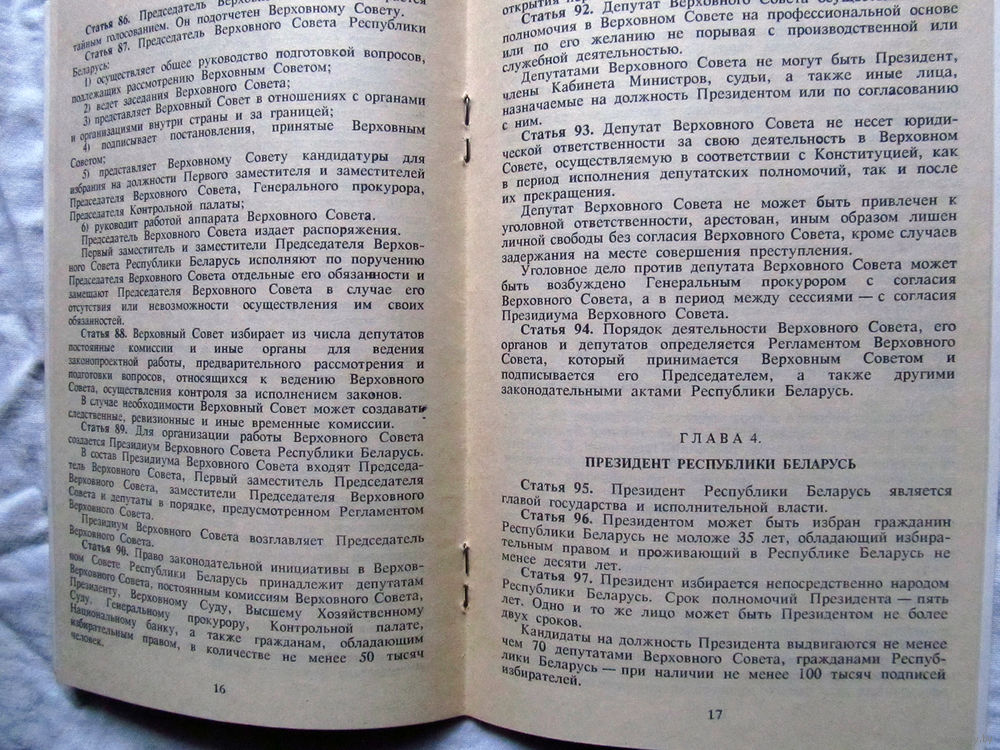 Статья 86. Председатель
тайным голосованием. Он подотчетен Верховному Совету.
Статья 87. Председатель Верховного Совета Республики
Беларусь:
1) осуществляет общее руководство подготовкой вопросов,
подлежащих рассмотрению Верховным Советом;
2) ведет заседания Верховного Совета;
3) представляет Верховный Совет в отношениях с органами
и организациями внутри страны и за границей;
4) подписывает постановления, принятые Верховным
Советом;
5) представляет Верховному Совету кандидатуры для
избрания на должности Первого заместителя и заместителей
Председателя Верховного Совета, Генерального прокурора,
Председателя Контрольной палаты;
6) руководит работой аппарата Верховного Совета.
Председатель Верховного Совета издает распоряжения.
Первый заместитель и заместители Председателя Верхов-
ного Совета Республики Беларусь исполняют по поручению
Председателя Верховного Совета отдельные его обязанности и
замещают Председателя Верховного Совета в случае его
отсутствия или невозможности осуществления им своих
обязанностей.
Статья 88. Верховный Совет избирает из числа депутатов
постоянные комиссии и иные органы для ведения
законопроектной работы, предварительного рассмотрения и
подготовки вопросов, относящихся к ведению Верховного
Совета, осуществления контроля за исполнением законов.
В случае необходимости Верховный Совет может создавать
следственные, ревизионные и иные временные комиссии.
Статья 89. Для организации работы Верховного Совета
создается Президиум Верховного Совета Республики Беларусь.
В состав Президиума Верховного Совета входят Председа-
тель Верховного Совета, Первый заместитель Председателя
Верховного Совета, заместители Председателя Верховного
Совета и депутаты в порядке, предусмотренном Регламентом
Верховного Совета.
Президиум Верховного Совета возглавляет Председатель
Верховного Совета.
Статья 90. Право законодательной инициативы в Верхов-
ном Совете Республики Беларусь принадлежит депутатам
Верховного Совета, постоянным комиссиям Верховного Совета,
Президенту, Верховному Суду, Высшему Хозяйственному
Суду, Генеральному прокурору, Контрольной палате,
Национальному банку, а также гражданам, обладающим
избирательным правом, в количестве не менее 50 тысяч
человек.
16
Статья 92. Депутат Верховного Совета
полномочия в Верховном Совете на профессиональной основе
или по его желанию не порывая с производственной или
служебной деятельностью.
Депутатами Верховного Совета не могут быть Президент,
члены Кабинета Министров, судьи, а также иные лица,
назначаемые на должность Президентом или по согласованию
с ним.
Статья 93. Депутат Верховного Совета не несет юриди-
ческой ответственности за свою деятельность в Верховном
Совете, осуществляемую в соответствии с Конституцией, как
в период исполнения депутатских полномочий, так и после
их прекращения.
Депутат Верховного Совета не может быть привлечен к
уголовной ответственности, арестован, иным образом лишен
личной свободы без согласия Верховного Совета, кроме случаев
задержания на месте совершения преступления.
Уголовное дело против депутата Верховного Совета может
быть возбуждено Генеральным прокурором с согласия
Верховного Совета, а в период между сессиями — с согласия
Президиума Верховного Совета.
Статья 94. Порядок деятельности Верховного Совета, его
органов и депутатов определяется Регламентом Верховного
Совета, который принимается Верховным Советом и
подписывается его Председателем, а также другими
законодательными актами Республики Беларусь.
ГЛАВА 4.
ПРЕЗИДЕНТ РЕСПУБЛИКИ БЕЛАРУСЬ
Статья 95. Президент Республики Беларусь является
главой государства и исполнительной власти.
Статья 96. Президентом может быть избран гражданин
Республики Беларусь не моложе 35 лет, обладающий избира-
тельным правом и проживающий в Республике Беларусь не
менее десяти лет.
Статья 97. Президент избирается непосредственно народом
Республики Беларусь. Срок полномочий Президента — пять
лет. Одно и то же лицо может быть Президентом не более
двух сроков.
Кандидаты на должность Президента выдвигаются не менее
чем 70 депутатами Верховного Совета, гражданами Респуб-
лики Беларусь — при наличии не менее 100 тысяч подписей
избирателей.
17